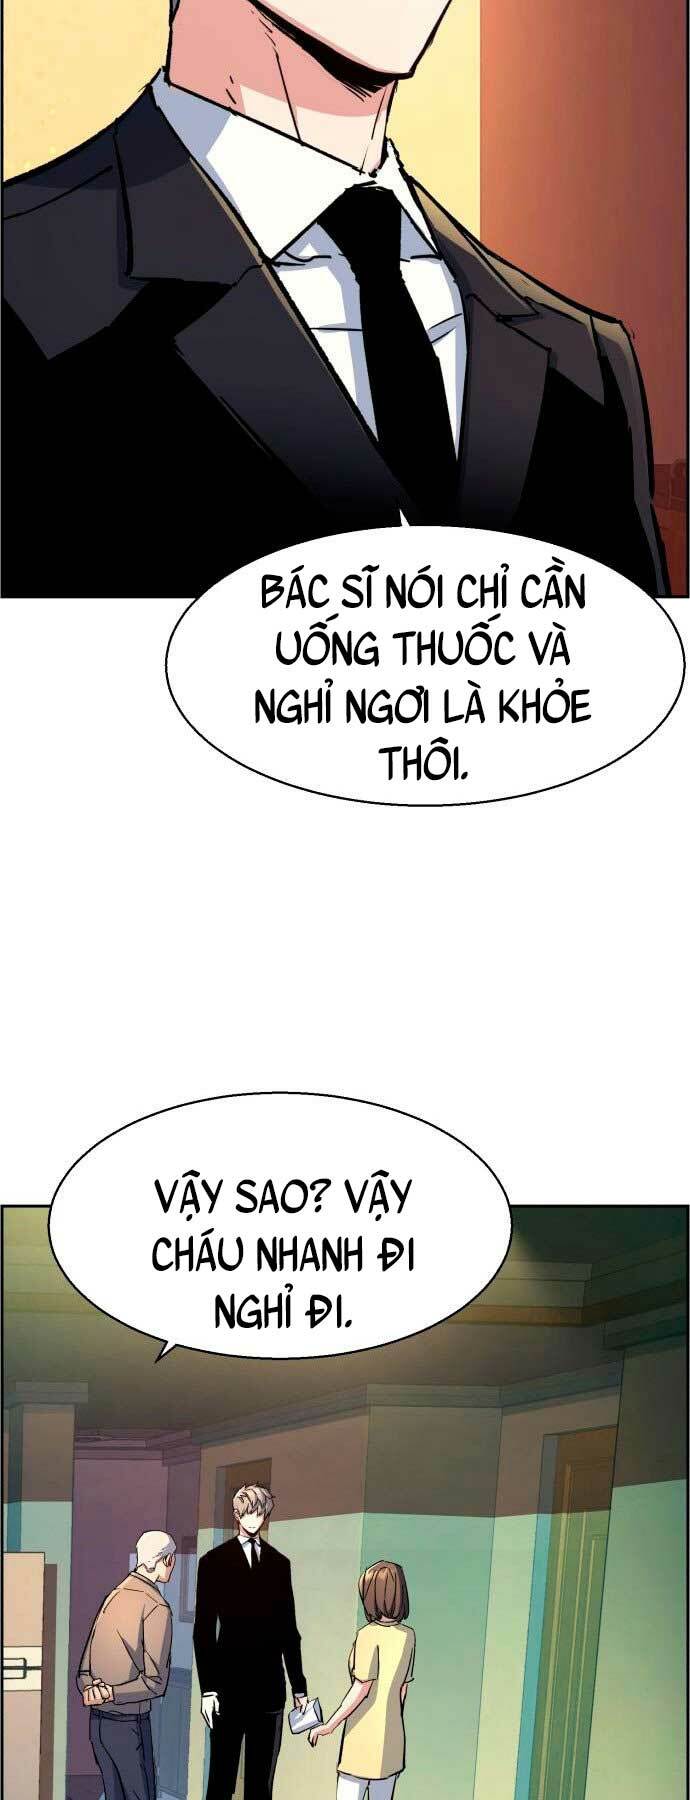 BÁC SĨ NÓI CHỈ CẦN
UỐNG THUỐC VÀ
NGHỈ NGƠI LÀ KHỎE
THÔI.
VẬY SAO? VẬY
CHÁU NHANH ĐI
NGHỈ ĐI.